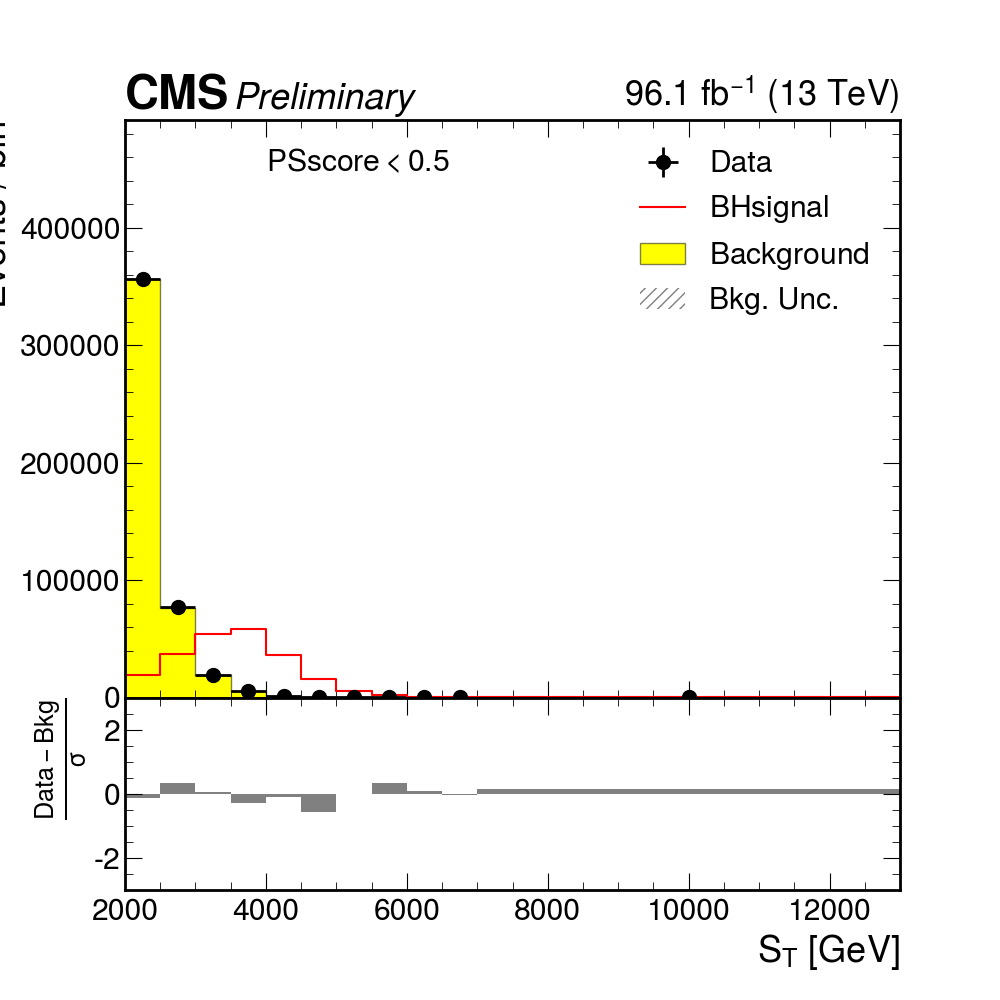 CMS Preliminary 96.1 fb⁻¹ (13 TeV)
PSscore < 0.5
Data
BHsignal
Background
Bkg. Unc.
400000
300000
200000
100000
0
Data – Bkg
σ
2
0
-2
2000 4000 6000 8000 10000 12000
S_T [GeV]